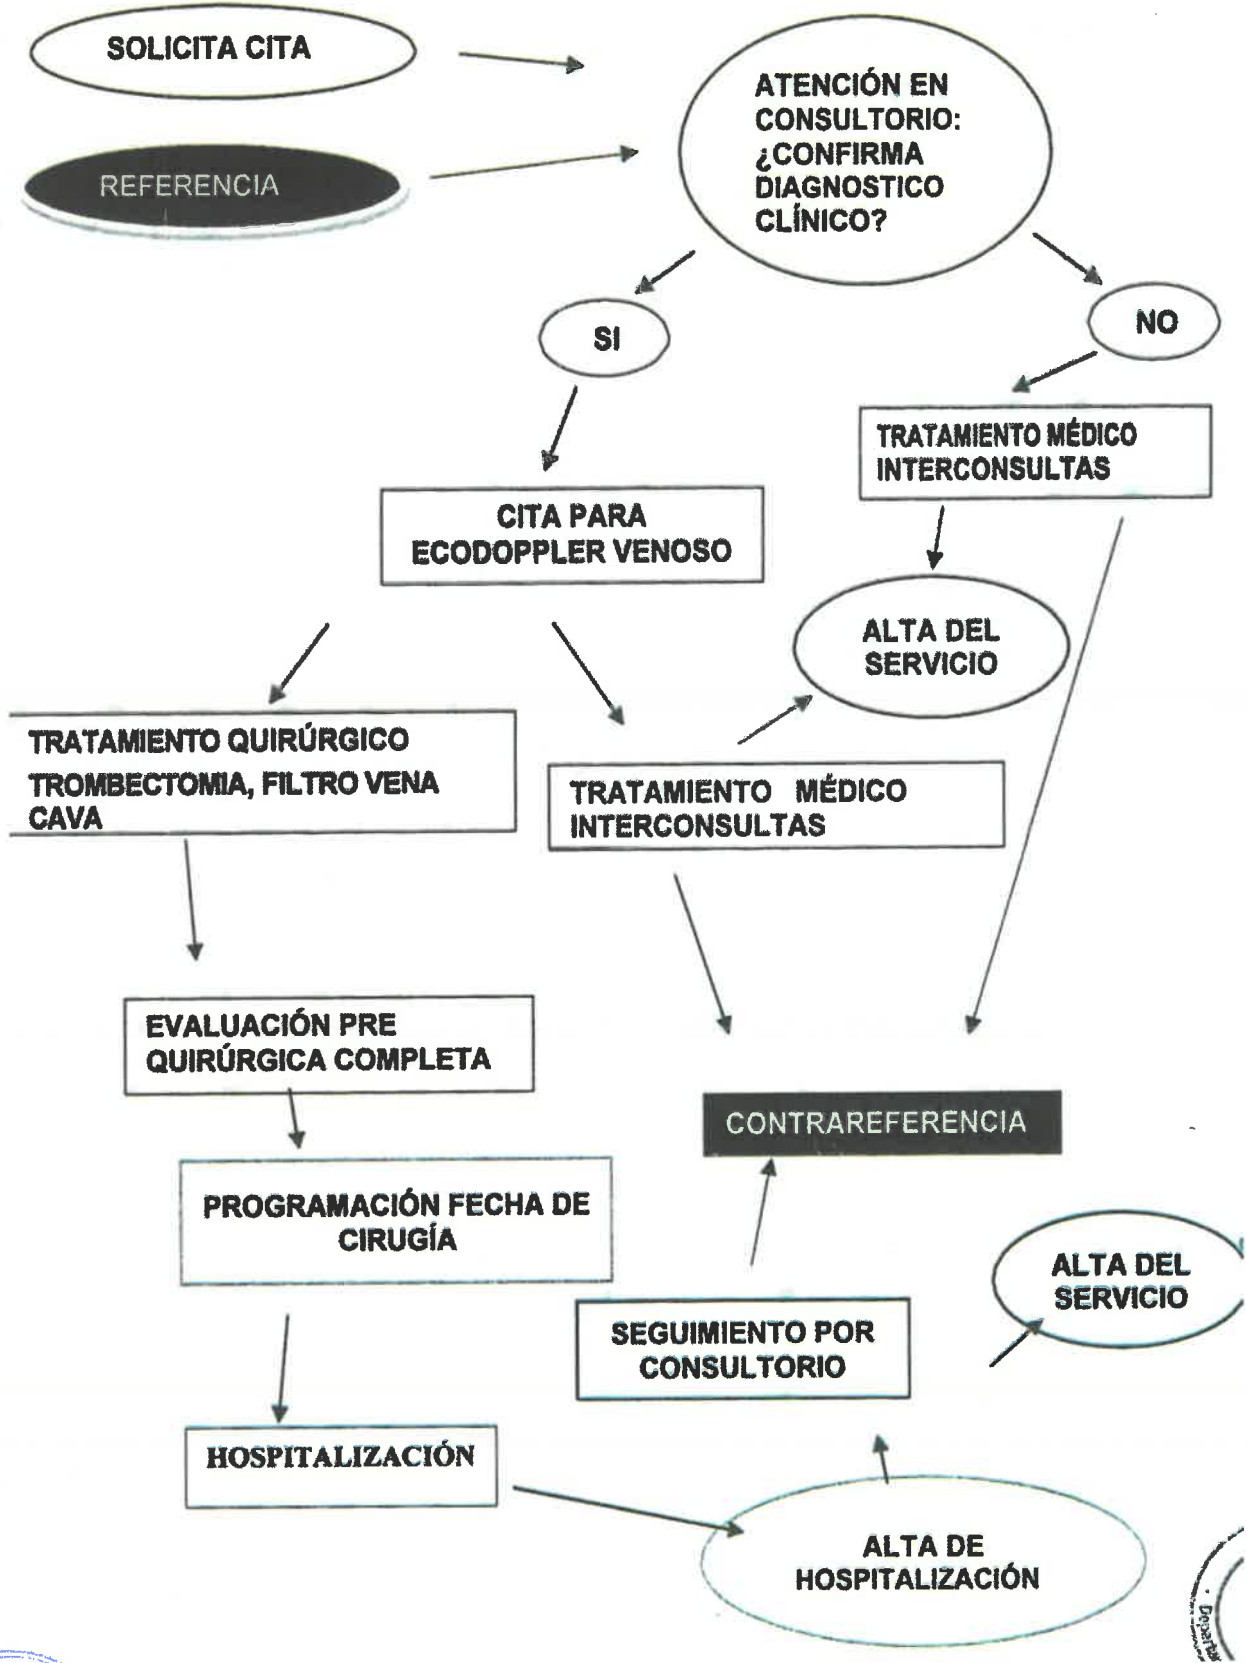 SOLICITA CITA
REFERENCIA
ATENCIÓN EN
CONSULTORIO:
¿CONFIRMA
DIAGNOSTICO
CLÍNICO?
SI
NO
TRATAMIENTO MÉDICO
INTERCONSULTAS
CITA PARA
ECODOPPLER VENOSO
ALTA DEL
SERVICIO
TRATAMIENTO QUIRÚRGICO
TROMBECTOMIA, FILTRO VENA
CAVA
TRATAMIENTO MÉDICO
INTERCONSULTAS
EVALUACIÓN PRE
QUIRÚRGICA COMPLETA
CONTRAREFERENCIA
PROGRAMACIÓN FECHA DE
CIRUGÍA
ALTA DEL
SERVICIO
SEGUIMIENTO POR
CONSULTORIO
HOSPITALIZACIÓN
ALTA DE
HOSPITALIZACIÓN